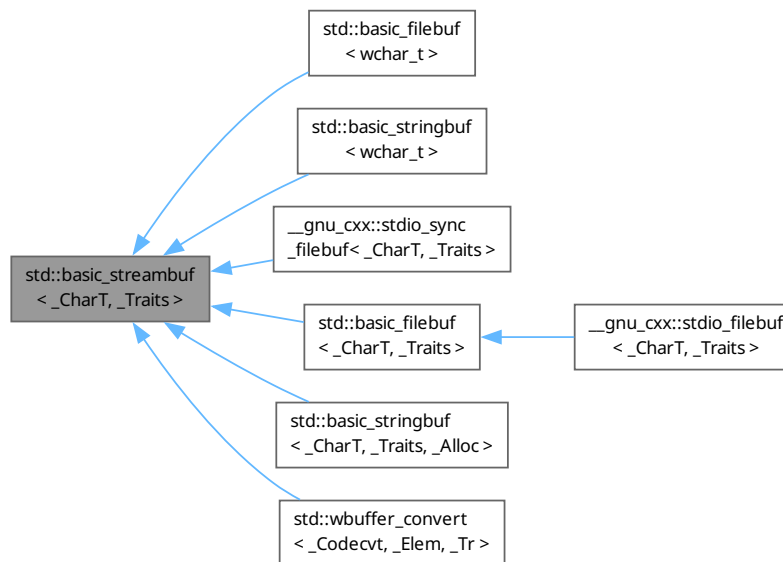 std::basic_filebuf
< wchar_t >
std::basic_stringbuf
< wchar_t >
__gnu_cxx::stdio_sync
_filebuf< _CharT, _Traits >
std::basic_streambuf
< _CharT, _Traits >
std::basic_filebuf
< _CharT, _Traits >
__gnu_cxx::stdio_filebuf
< _CharT, _Traits >
std::basic_stringbuf
< _CharT, _Traits, _Alloc >
std::wbuffer_convert
< _Codecvt, _Elem, _Tr >